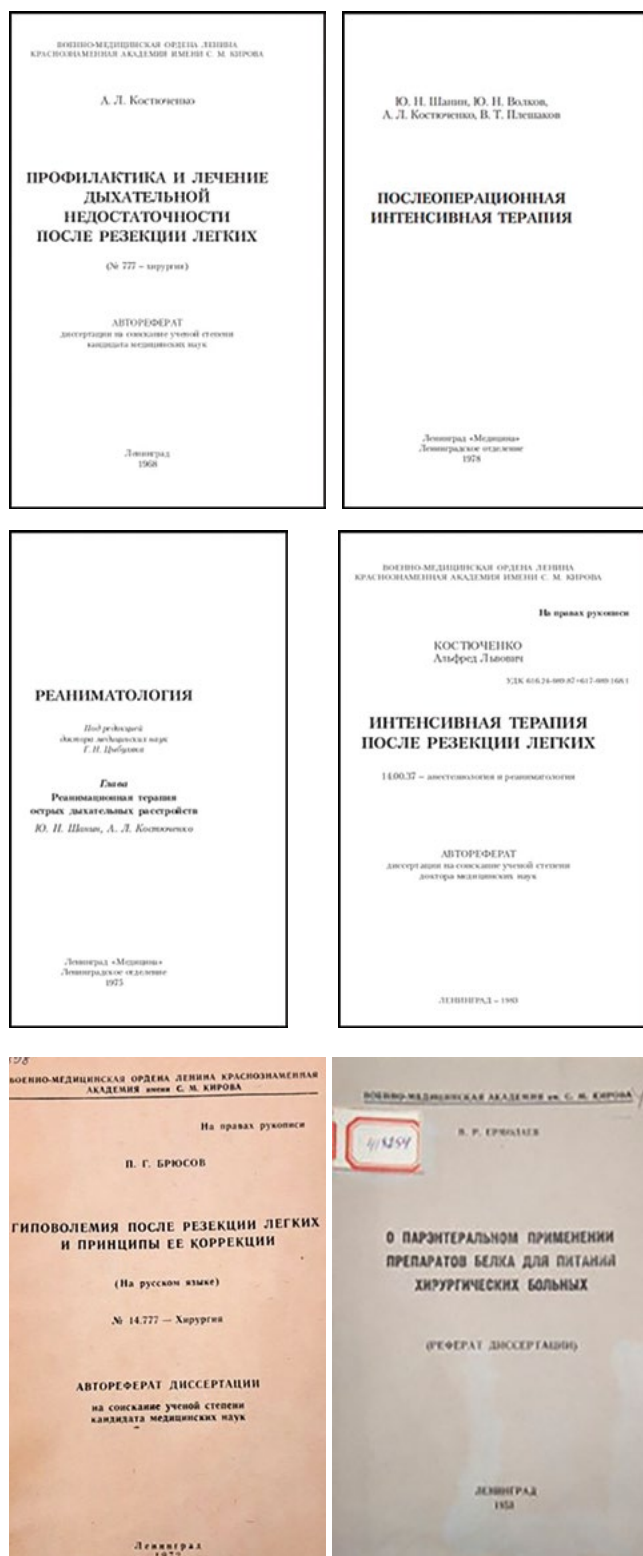 ВОЕННО-МЕДИЦИНСКАЯ ОРДЕНА ЛЕНИНА
КРАСНОЗНАМЕННАЯ АКАДЕМИЯ ИМЕНИ С. М. КИРОВА
А. Л. Костюченко
ПРОФИЛАКТИКА И ЛЕЧЕНИЕ
ДЫХАТЕЛЬНОЙ
НЕДОСТАТОЧНОСТИ
ПОСЛЕ РЕЗЕКЦИИ ЛЕГКИХ
(№ 777 – хирургия)
АВТОРЕФЕРАТ
диссертации на соискание ученой степени
кандидата медицинских наук
Ленинград
1968
Ю. Н. Шанин, Ю. Н. Волков,
А. Л. Костюченко, В. Т. Плешаков
ПОСЛЕОПЕРАЦИОННАЯ
ИНТЕНСИВНАЯ ТЕРАПИЯ
Ленинград «Медицина»
Ленинградское отделение
1978
РЕАНИМАТОЛОГИЯ
Под редакцией
доктора медицинских наук
Г. Н. Цыбуляка
Глава
Реанимационная терапия
острых дыхательных расстройств
Ю. Н. Шанин, А. Л. Костюченко
Ленинград «Медицина»
Ленинградское отделение
1975
ВОЕННО-МЕДИЦИНСКАЯ ОРДЕНА ЛЕНИНА
КРАСНОЗНАМЕННАЯ АКАДЕМИЯ ИМЕНИ С. М. КИРОВА
На правах рукописи
КОСТЮЧЕНКО
Альфред Львович
УДК
ИНТЕНСИВНАЯ ТЕРАПИЯ
ПОСЛЕ РЕЗЕКЦИИ ЛЕГКИХ
14.00.37 – анестезиология и реаниматология
АВТОРЕФЕРАТ
диссертации на соискание ученой степени
доктора медицинских наук
ЛЕНИНГРАД – 1983
ВОЕННО-МЕДИЦИНСКАЯ ОРДЕНА ЛЕНИНА КРАСНОЗНАМЕННАЯ
АКАДЕМИЯ имени С. М. КИРОВА
На правах рукописи
П. Г. БРЮСОВ
ГИПОВОЛЕМИЯ ПОСЛЕ РЕЗЕКЦИИ ЛЕГКИХ
И ПРИНЦИПЫ ЕЕ КОРРЕКЦИИ
(На русском языке)
№ 14.777 — Хирургия
АВТОРЕФЕРАТ ДИССЕРТАЦИИ
на соискание ученой степени
кандидата медицинских наук
Ленинград
ВОЕННО-МЕДИЦИНСКАЯ АКАДЕМИЯ им. С. М. КИРОВА
В. Р. ЕРМОЛАЕВ
О ПАРЭНТЕРАЛЬНОМ ПРИМЕНЕНИИ
ПРЕПАРАТОВ БЕЛКА ДЛЯ ПИТАНИЯ
ХИРУРГИЧЕСКИХ БОЛЬНЫХ
(РЕФЕРАТ ДИССЕРТАЦИИ)
ЛЕНИНГРАД